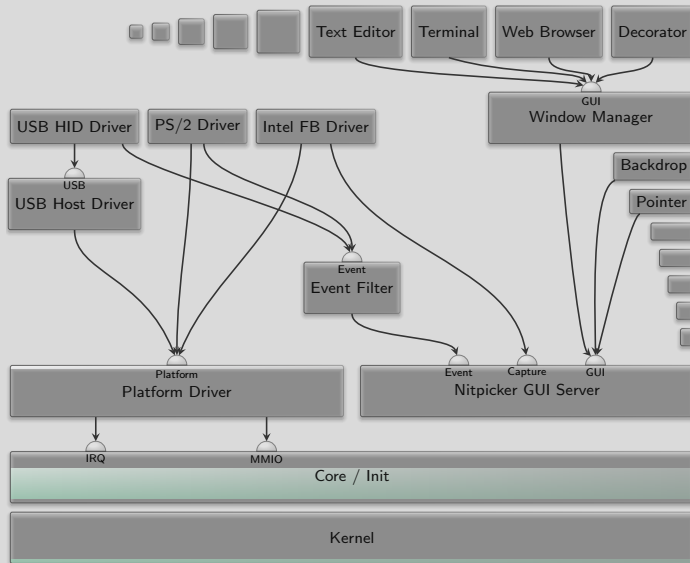 Text Editor
Terminal
Web Browser
Decorator
GUI
Window Manager
USB HID Driver
PS/2 Driver
Intel FB Driver
Backdrop
USB
USB Host Driver
Pointer
Event
Event Filter
Platform
Platform Driver
Event
Capture
GUI
Nitpicker GUI Server
IRQ
MMIO
Core / Init
Kernel